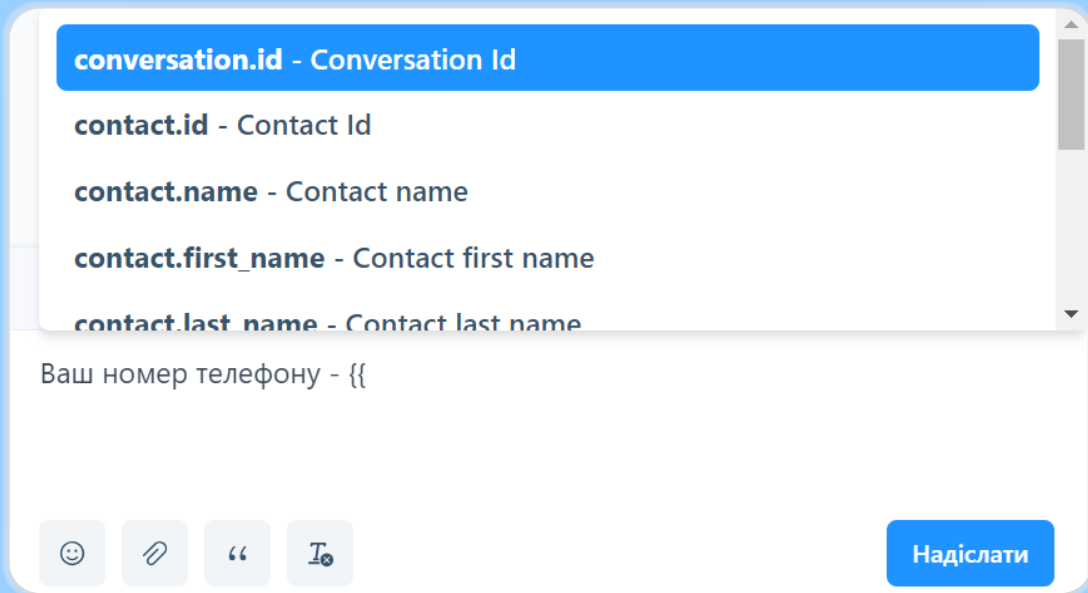 conversation.id - Conversation Id
contact.id - Contact Id
contact.name - Contact name
contact.first_name - Contact first name
contact.last_name - Contact last name
Ваш номер телефону - {{
Надіслати